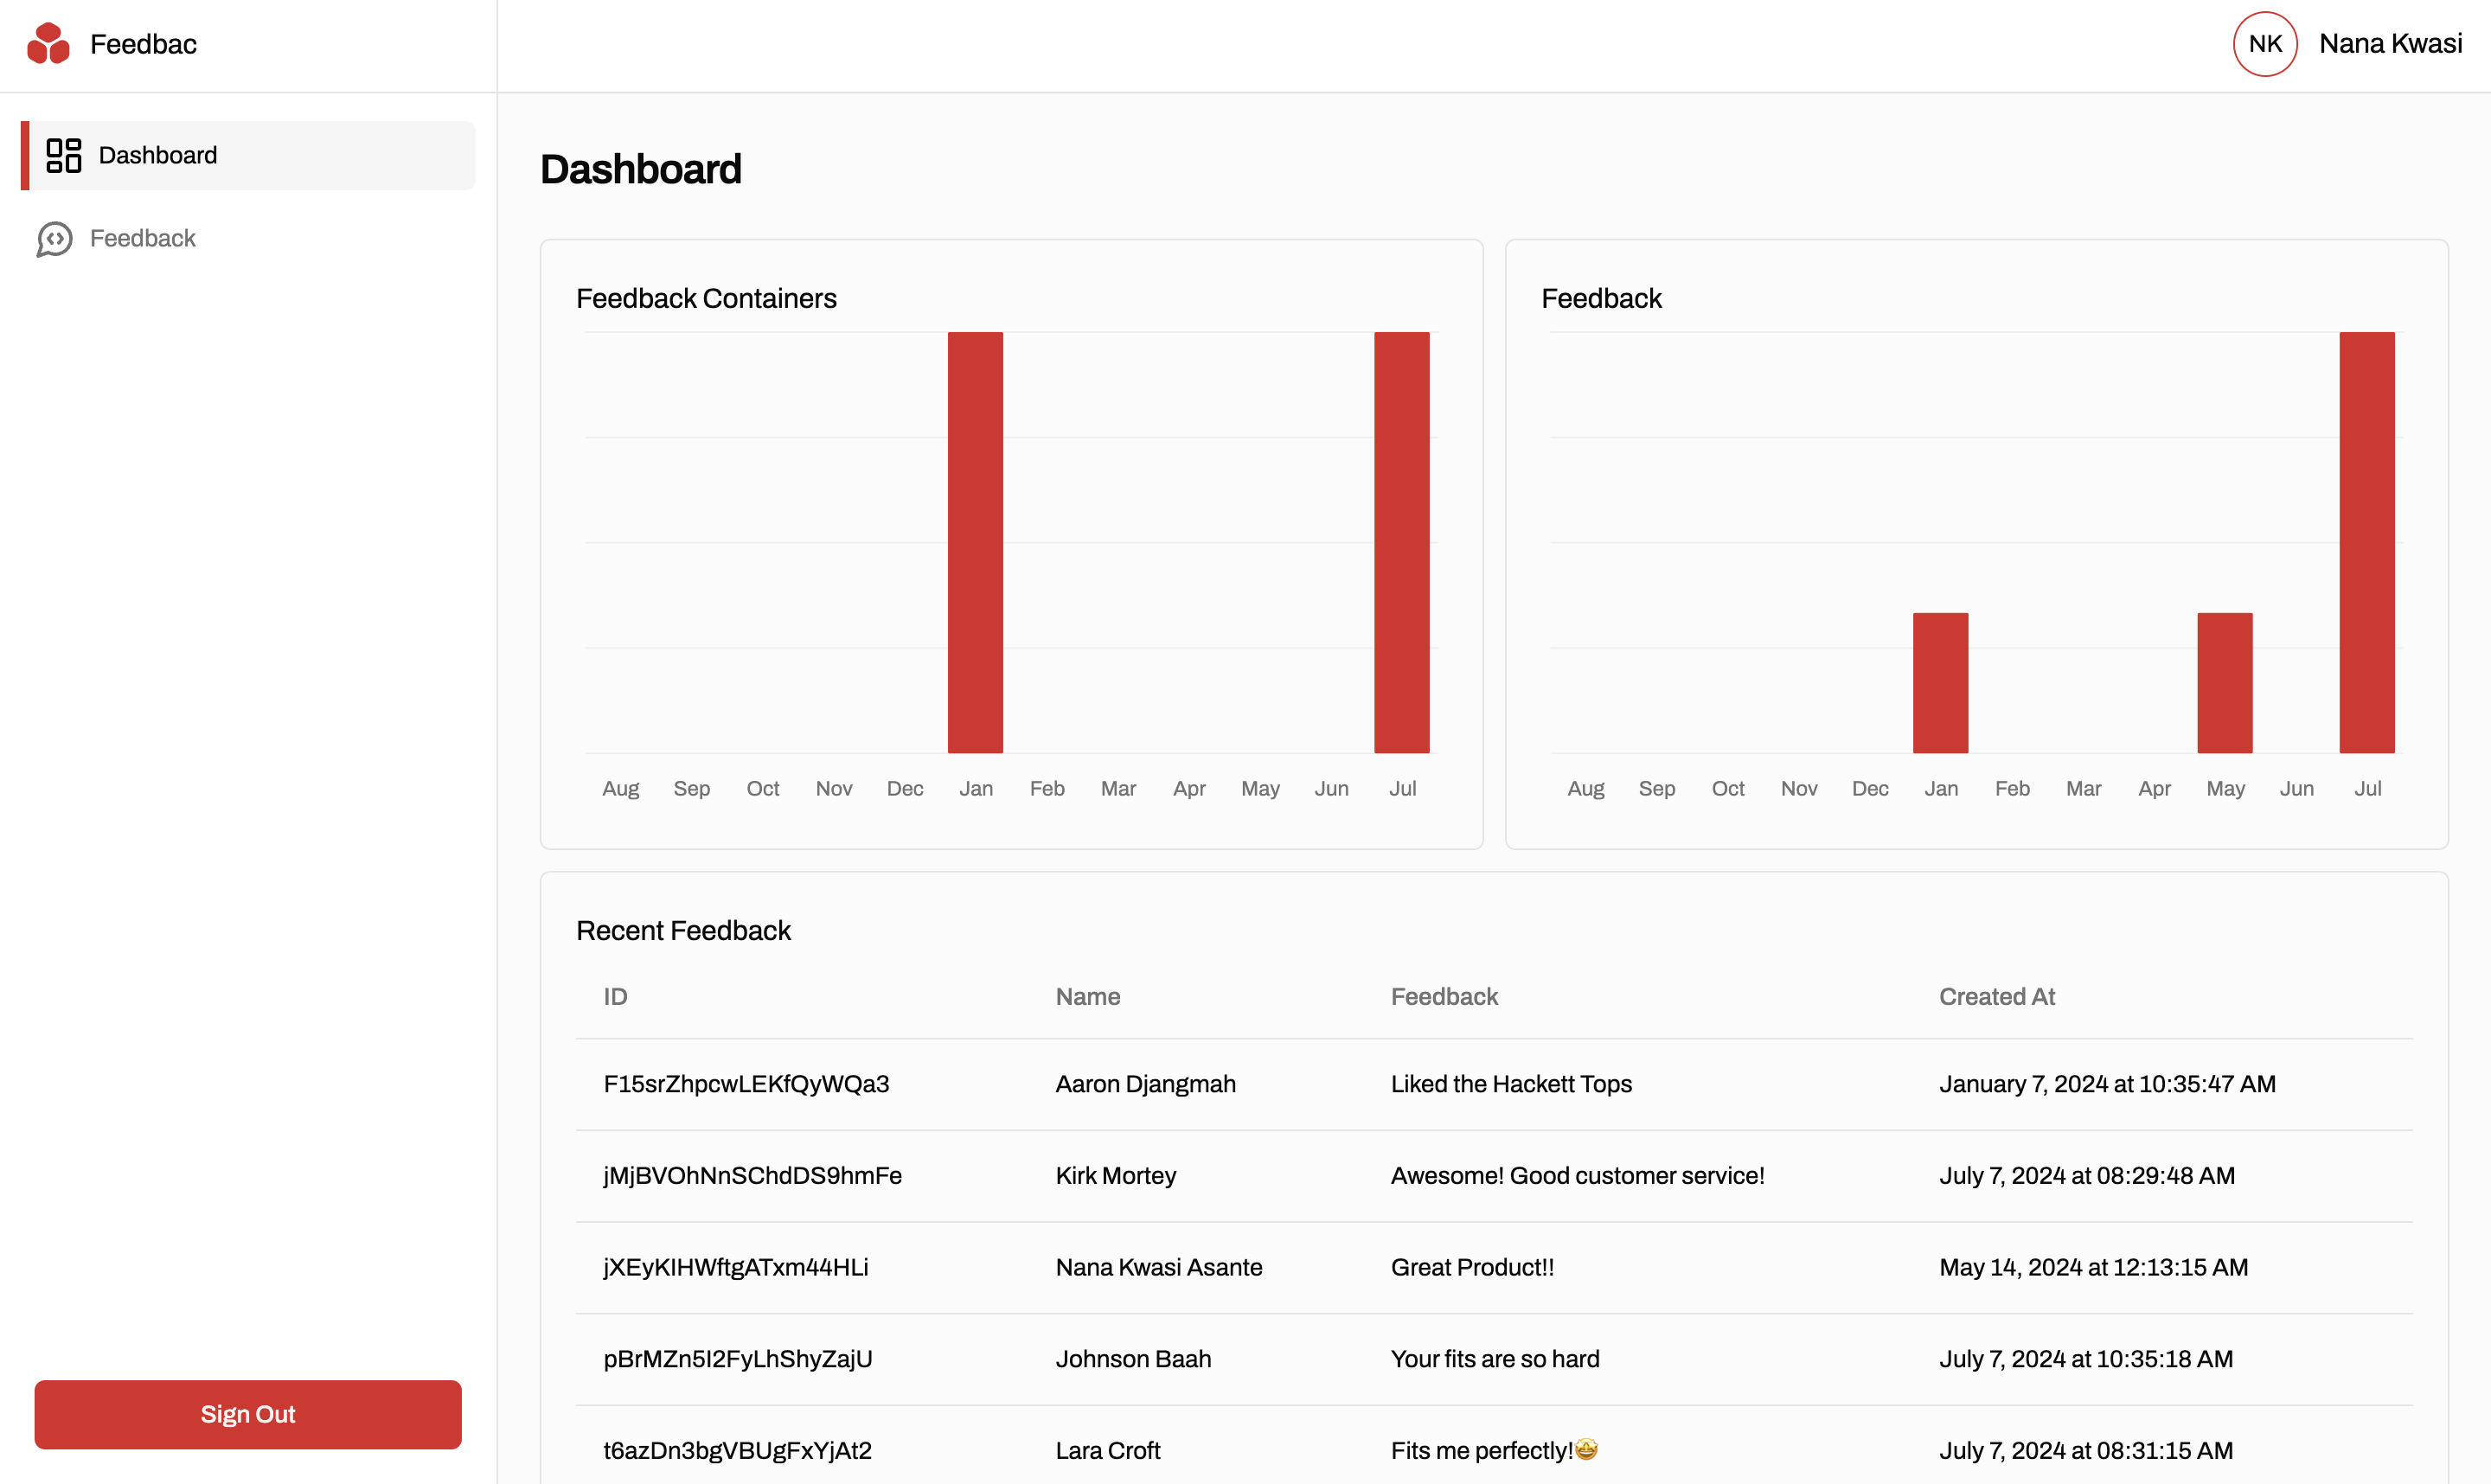 Feedbac
NK Nana Kwasi
Dashboard
Feedback
Sign Out
Dashboard
Feedback Containers
Aug Sep Oct Nov Dec Jan Feb Mar Apr May Jun Jul
Feedback
Aug Sep Oct Nov Dec Jan Feb Mar Apr May Jun Jul
Recent Feedback
ID Name Feedback Created At
F15srZhpcwLEKfQyWQa3 Aaron Djangmah Liked the Hackett Tops January 7, 2024 at 10:35:47 AM
jMjBVOhNnSChdDS9hmFe Kirk Mortey Awesome! Good customer service! July 7, 2024 at 08:29:48 AM
jXEyKIHWftgATxm44HLi Nana Kwasi Asante Great Product!! May 14, 2024 at 12:13:15 AM
pBrMZn5I2FyLhShyZajU Johnson Baah Your fits are so hard July 7, 2024 at 10:35:18 AM
t6azDn3bgVBUgFxYjAt2 Lara Croft Fits me perfectly!🤩 July 7, 2024 at 08:31:15 AM